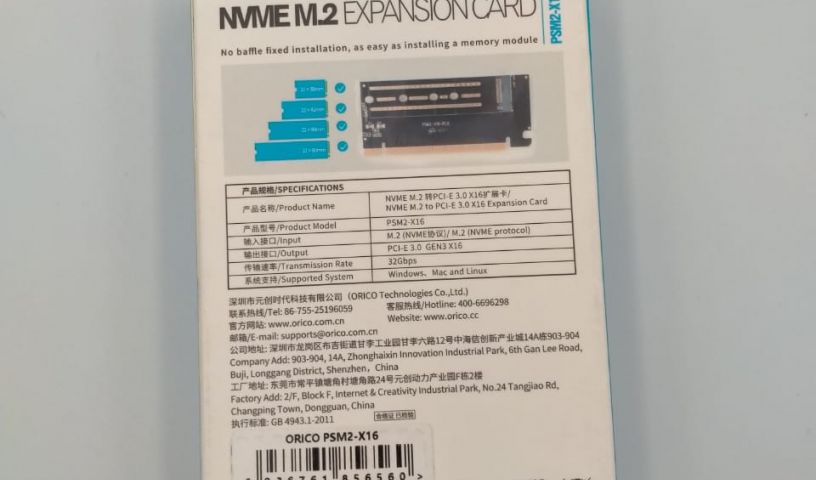 NVME M.2 EXPANSION CARD
PSM2-X1
No baffle fixed installation, as easy as installing a memory module
产品规格/SPECIFICATIONS
产品名称/Product Name
NVME M.2 转PCI-E 3.0 X16扩展卡/
NVME M.2 to PCI-E 3.0 X16 Expansion Card
产品型号/Product Model
PSM2-X16
输入接口/Input
M.2 (NVME协议)/ M.2 (NVME protocol)
输出接口/Output
PCI-E 3.0 GEN3 X16
传输速率/Transmission Rate
32Gbps
系统支持/Supported System
Windows、Mac and Linux
深圳市元创时代科技有限公司 (ORICO Technologies Co.,Ltd.)
联系热线/Tel: 86-755-25196059 客服热线/Hotline: 400-6696298
官方网站: www.orico.com.cn Website: www.orico.cc
邮箱/E-mail: supports@orico.com.cn
公司地址: 深圳市龙岗区布吉街道甘李工业园甘李六路12号中海信创新产业城14A栋903-904
Company Add: 903-904, 14A, Zhonghaixin Innovation Industrial Park, 6th Gan Lee Road,
Buji, Longgang District, Shenzhen, China
工厂地址: 东莞市常平镇塘角村塘角路24号元创动力产业园F栋2楼
Factory Add: 2/F, Block F, Internet & Creativity Industrial Park, No.24 Tangjiao Rd,
Changping Town, Dongguan, China
执行标准: GB 4943.1-2011
合格证 已检验
ORICO PSM2-X16
936761 856560 >